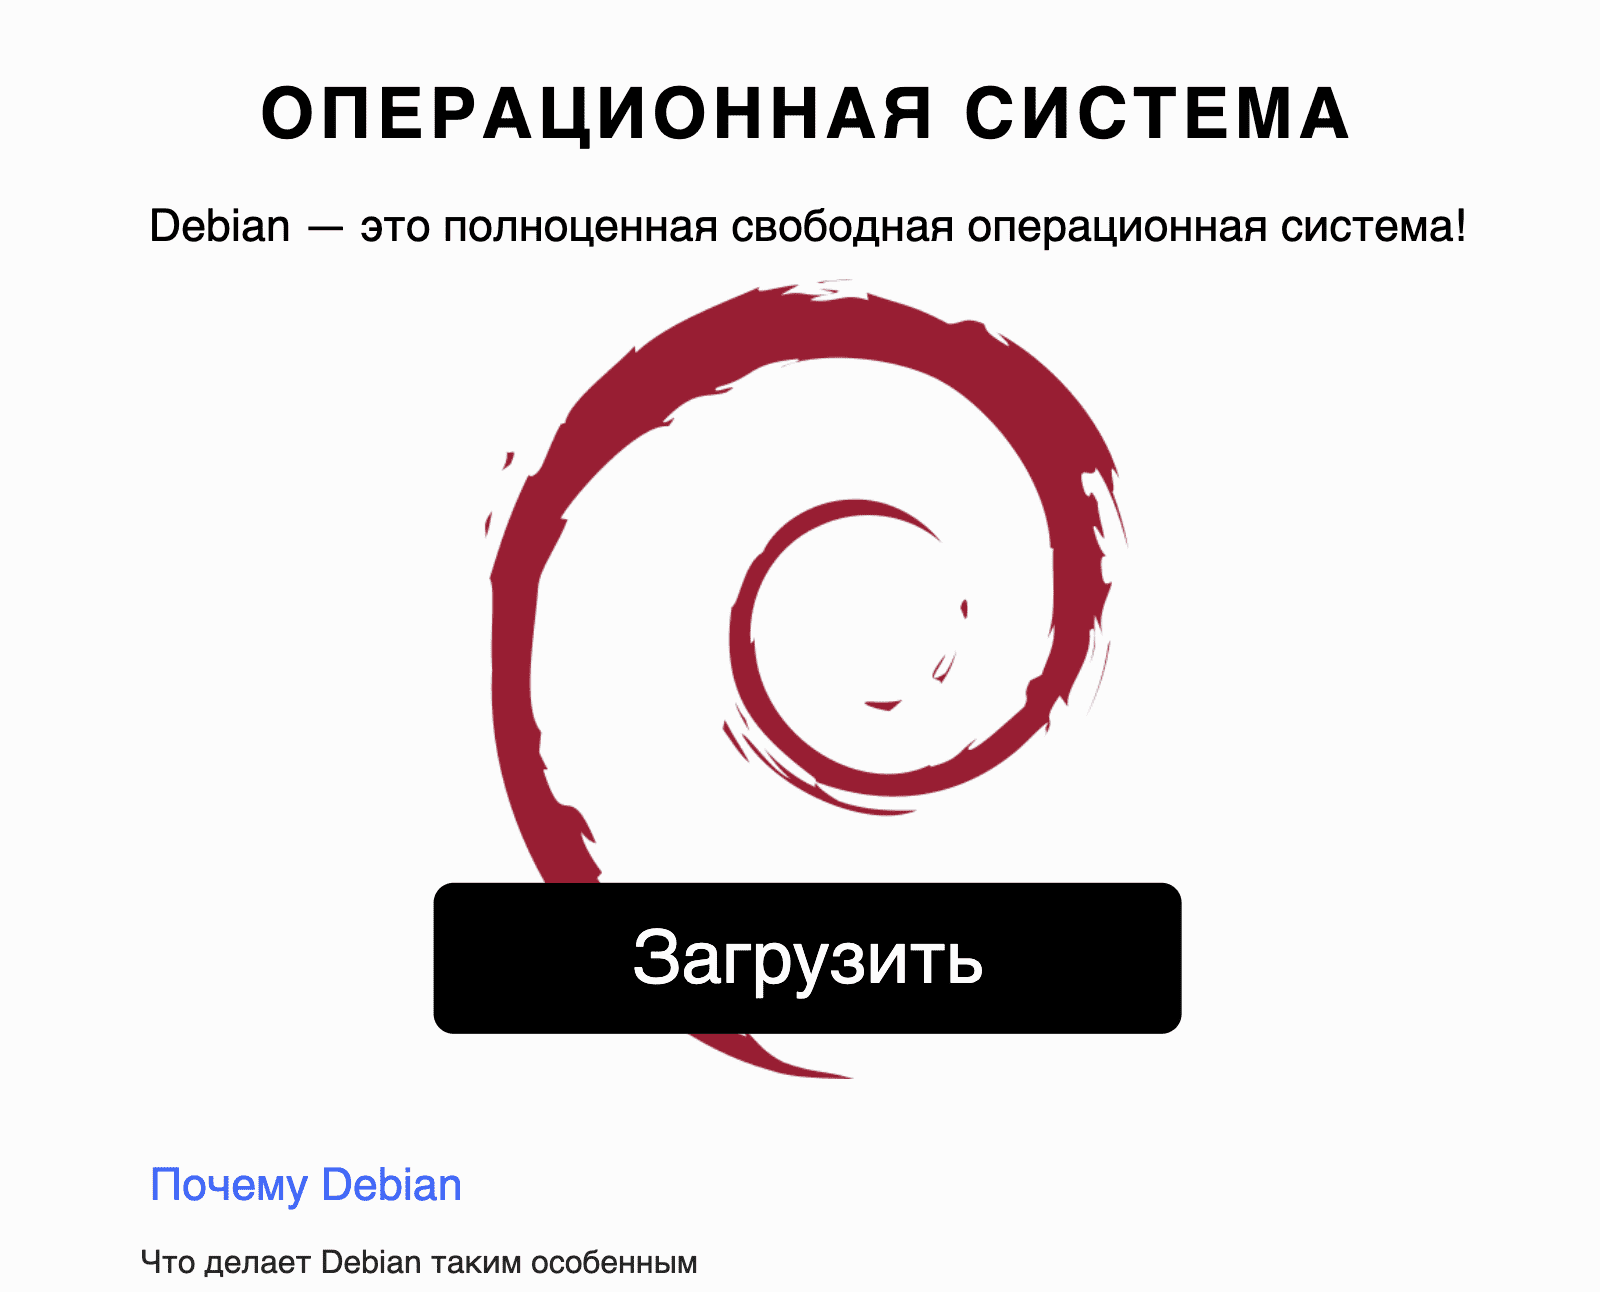 ОПЕРАЦИОННАЯ СИСТЕМА
Debian — это полноценная свободная операционная система!
Загрузить
Почему Debian
Что делает Debian таким особенным